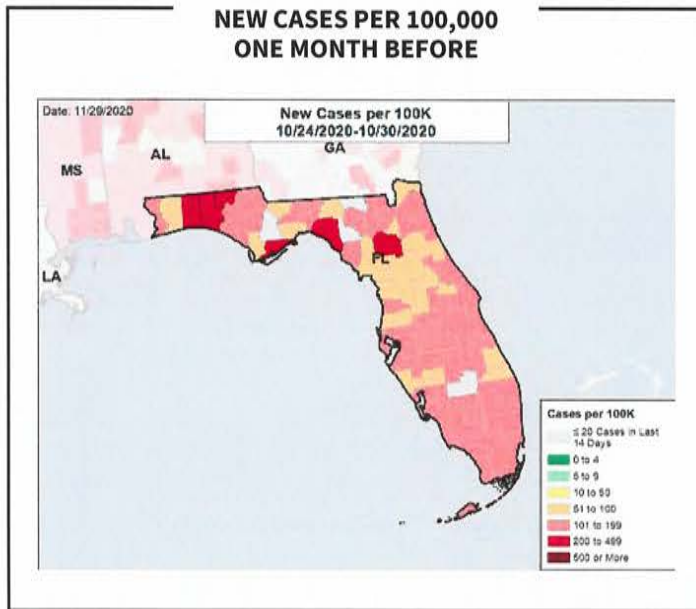 NEW CASES PER 100,000
ONE MONTH BEFORE
Date: 11/29/2020
New Cases per 100K
10/24/2020-10/30/2020
GA
AL
MS
LA
FL
Cases per 100K
≤ 20 Cases in Last
14 Days
0 to 4
5 to 9
10 to 50
51 to 100
101 to 199
200 to 499
500 or More